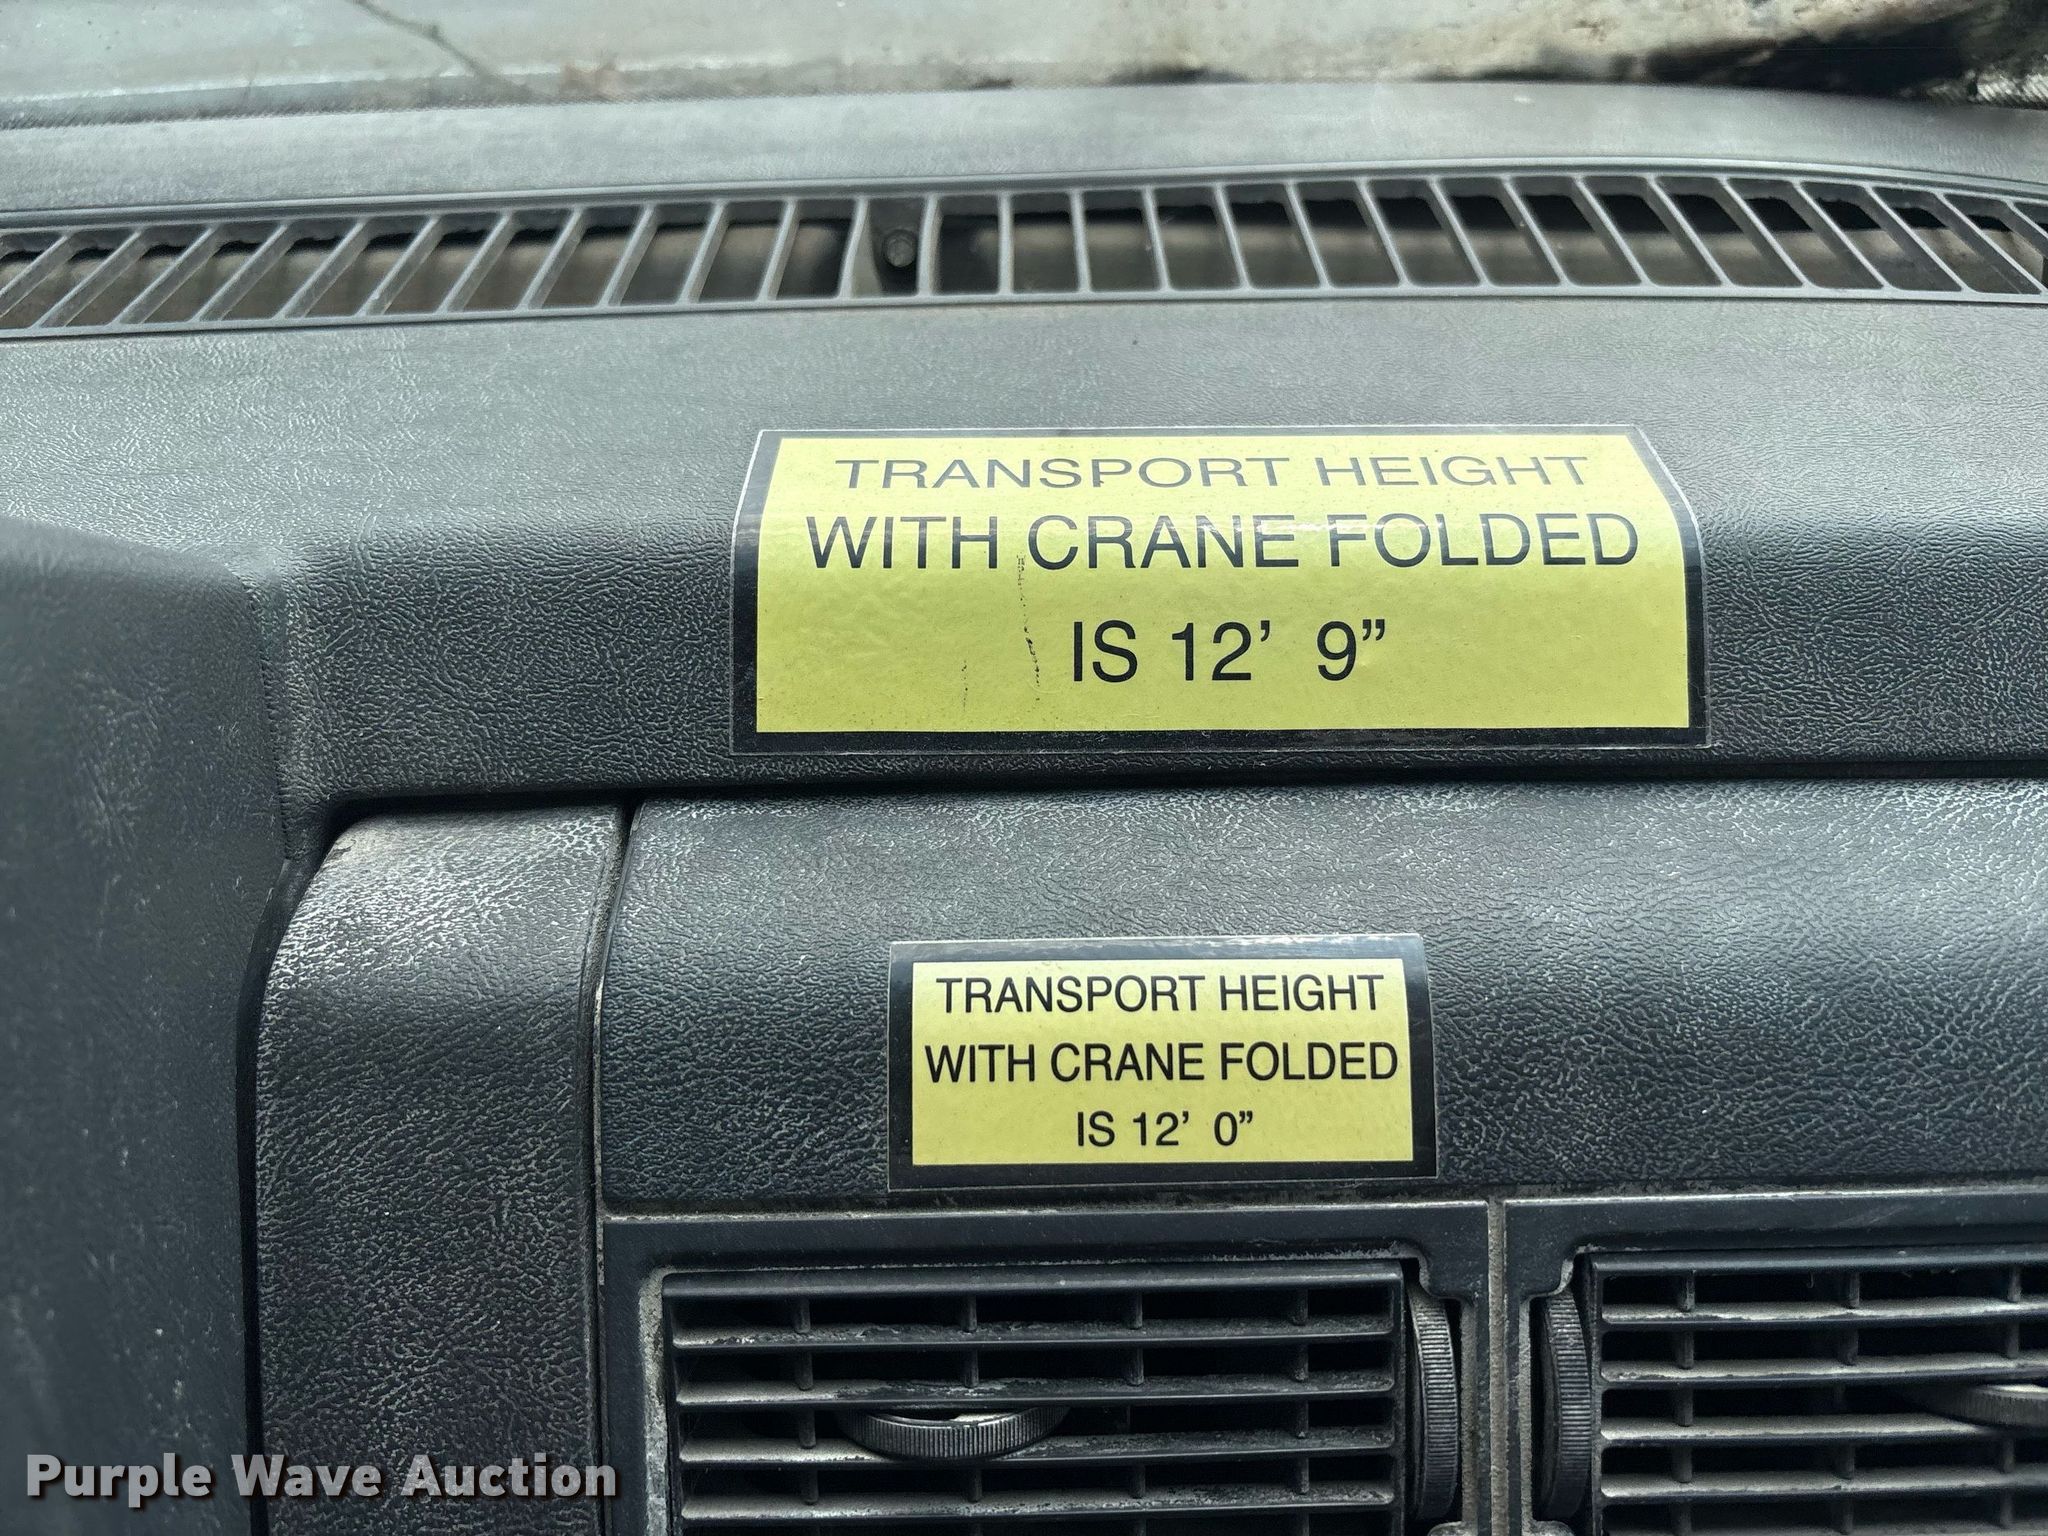 TRANSPORT HEIGHT
WITH CRANE FOLDED
IS 12’ 9”
TRANSPORT HEIGHT
WITH CRANE FOLDED
IS 12’ 0”
Purple Wave Auction